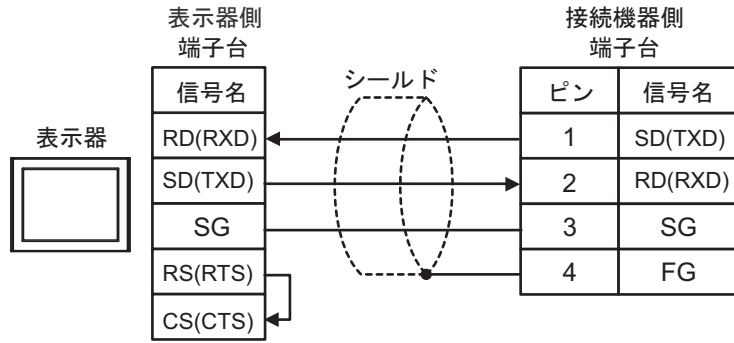 表示器側
端子台
接続機器側
端子台
信号名
シールド
ピン
信号名
表示器
RD(RXD)
1
SD(TXD)
SD(TXD)
2
RD(RXD)
SG
3
SG
RS(RTS)
4
FG
CS(CTS)